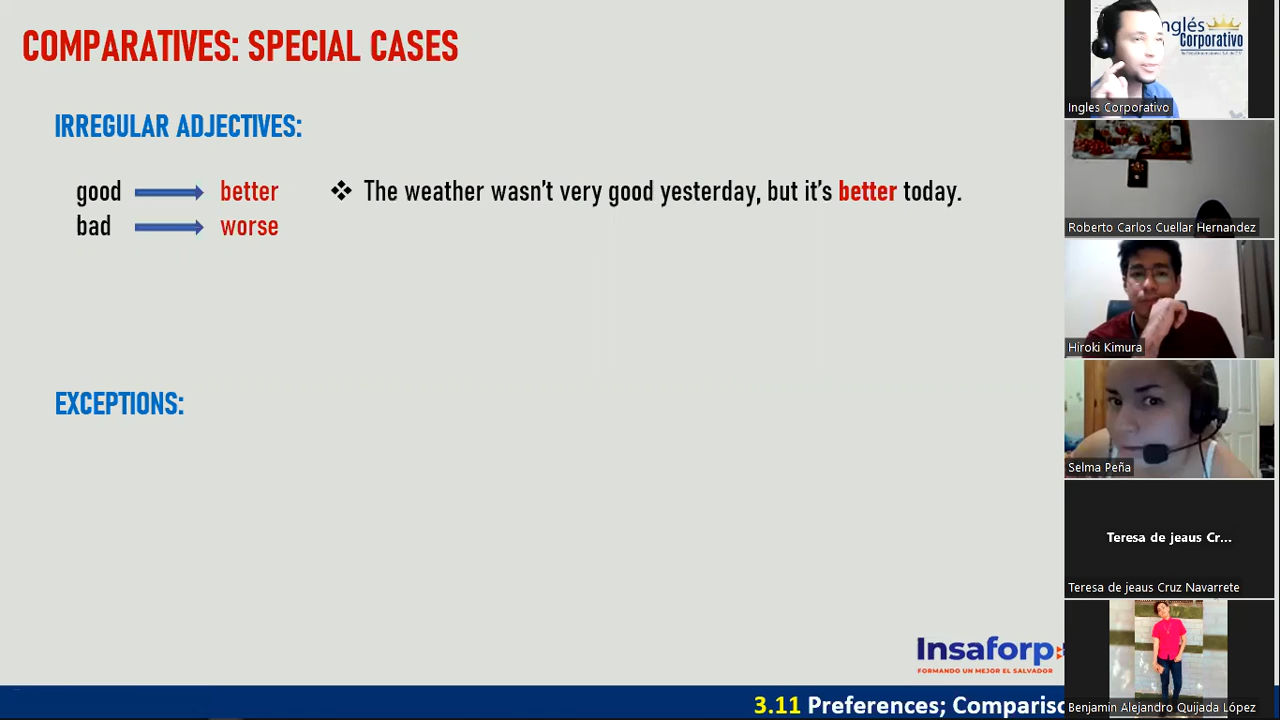 COMPARATIVES: SPECIAL CASES
IRREGULAR ADJECTIVES:
good better ❖ The weather wasn't very good yesterday, but it's better today.
bad worse
EXCEPTIONS:
Insaforp
FORMANDO UN MEJOR EL SALVADOR
3.11 Preferences; Compariso
Inglés
Corporativo
Ingles Corporativo
Roberto Carlos Cuellar Hernandez
Hiroki Kimura
Selma Peña
Teresa de jeaus Cr...
Teresa de jeaus Cruz Navarrete
Benjamin Alejandro Quijada López